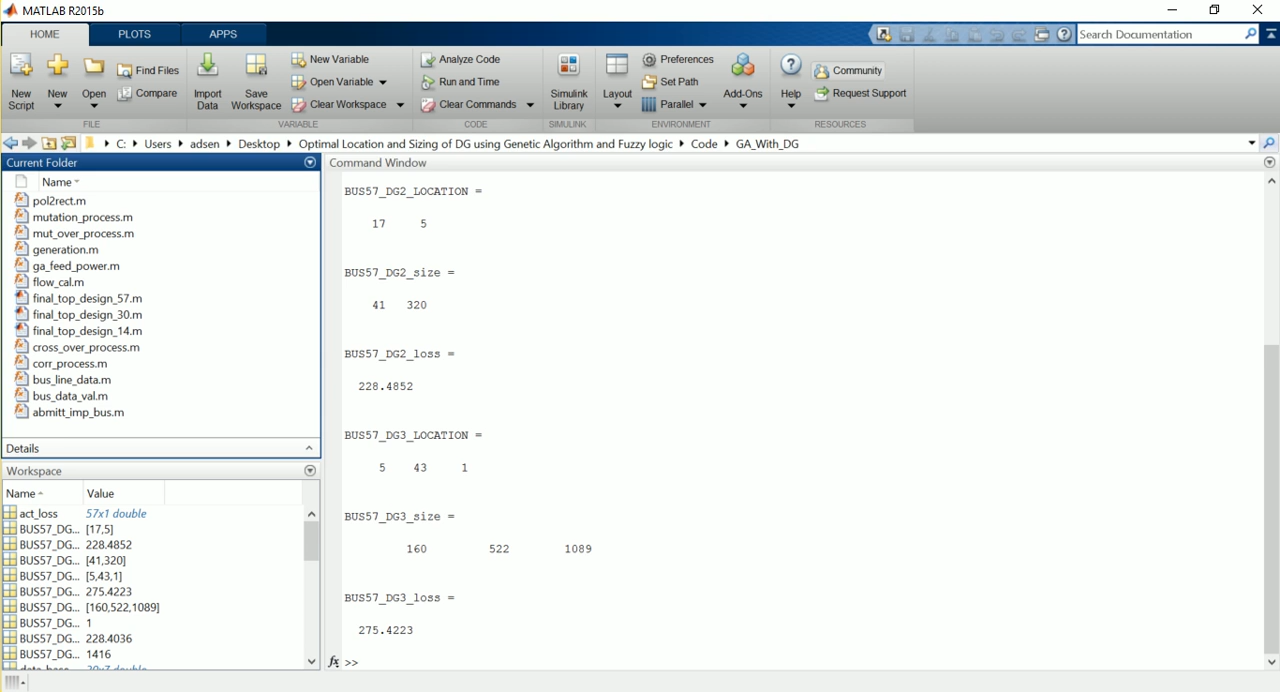 MATLAB R2015b
HOME PLOTS APPS
Search Documentation
New Script
New
Open
Find Files
Compare
Import Data
Save Workspace
New Variable
Open Variable
Clear Workspace
Analyze Code
Run and Time
Clear Commands
Simulink Library
Layout
Preferences
Set Path
Parallel
Add-Ons
Help
Community
Request Support
FILE VARIABLE CODE SIMULINK ENVIRONMENT RESOURCES
C: Users adsen Desktop Optimal Location and Sizing of DG using Genetic Algorithm and Fuzzy logic Code GA_With_DG
Current Folder
Name
pol2rect.m
mutation_process.m
mut_over_process.m
generation.m
ga_feed_power.m
flow_cal.m
final_top_design_57.m
final_top_design_30.m
final_top_design_14.m
cross_over_process.m
corr_process.m
bus_line_data.m
bus_data_val.m
abmitt_imp_bus.m
Details
Workspace
Name Value
act_loss 57x1 double
BUS57_DG... [17,5]
BUS57_DG... 228.4852
BUS57_DG... [41,320]
BUS57_DG... [5,43,1]
BUS57_DG... 275.4223
BUS57_DG... [160,522,1089]
BUS57_DG... 1
BUS57_DG... 228.4036
BUS57_DG... 1416
Command Window
BUS57_DG2_LOCATION =
17 5
BUS57_DG2_size =
41 320
BUS57_DG2_loss =
228.4852
BUS57_DG3_LOCATION =
5 43 1
BUS57_DG3_size =
160 522 1089
BUS57_DG3_loss =
275.4223
fx >>